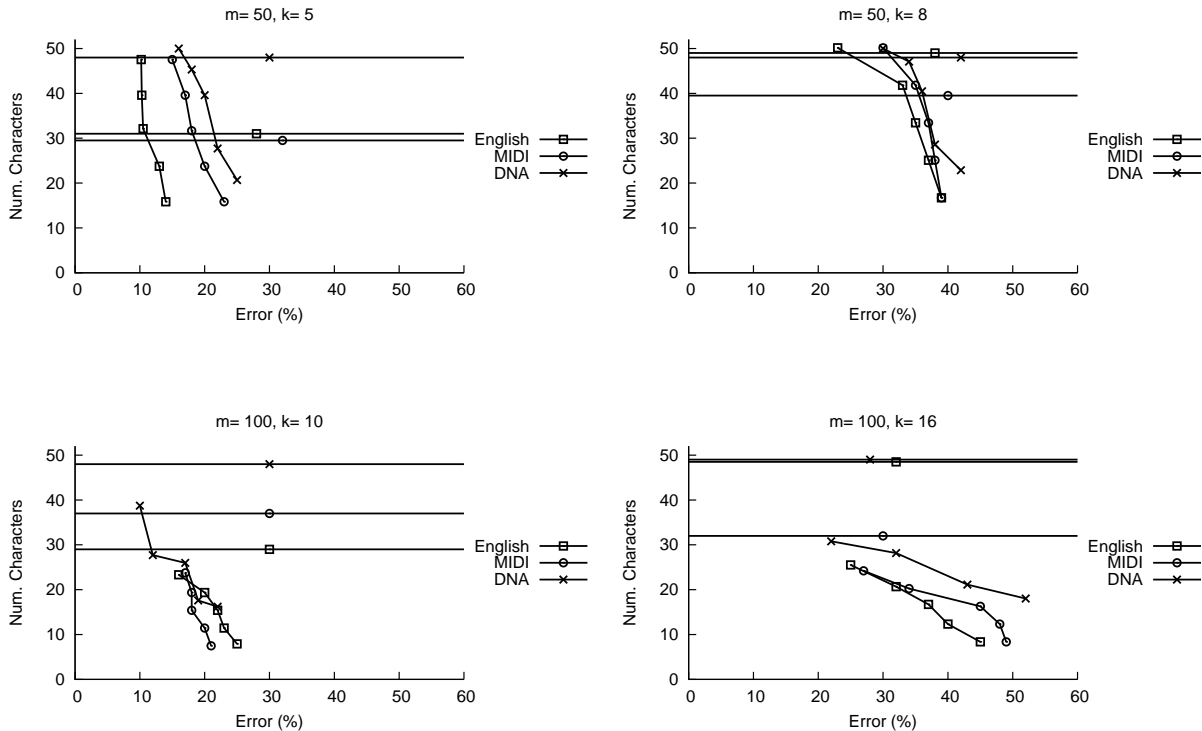 m= 50, k= 5
50
40
30
20
10
0
Num. Characters
0 10 20 30 40 50 60
Error (%)
English
MIDI
DNA
m= 50, k= 8
50
40
30
20
10
0
Num. Characters
0 10 20 30 40 50 60
Error (%)
English
MIDI
DNA
m= 100, k= 10
50
40
30
20
10
0
Num. Characters
0 10 20 30 40 50 60
Error (%)
English
MIDI
DNA
m= 100, k= 16
50
40
30
20
10
0
Num. Characters
0 10 20 30 40 50 60
Error (%)
English
MIDI
DNA